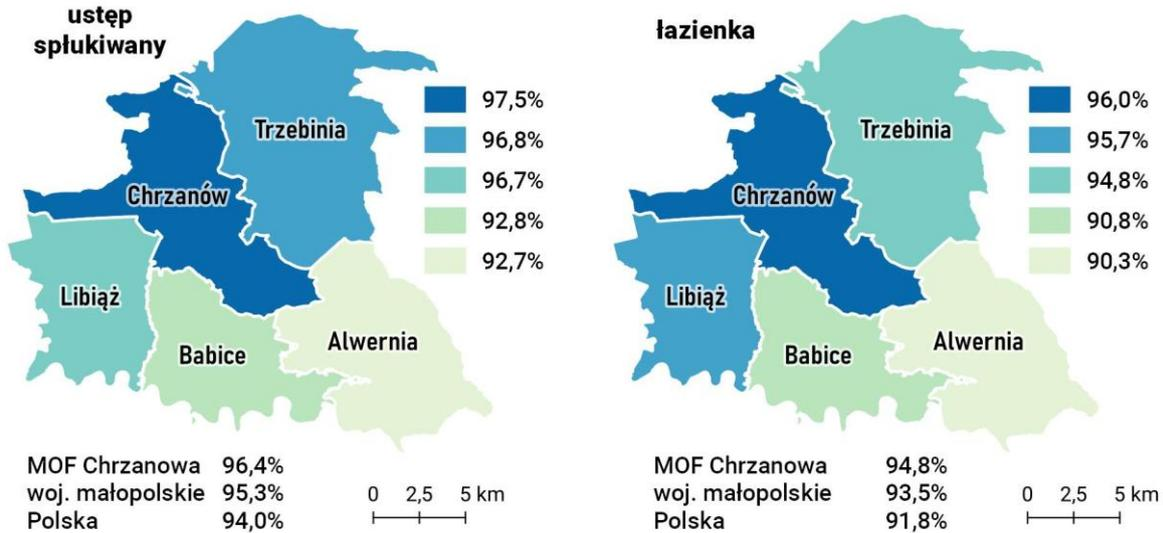 ustęp
spłukiwany
97,5%
96,8%
96,7%
92,8%
92,7%
Trzebinia
Chrzanów
Libiąż
Babice
Alwernia
MOF Chrzanowa 96,4%
woj. małopolskie 95,3%
Polska 94,0%
0 2,5 5 km
łazienka
96,0%
95,7%
94,8%
90,8%
90,3%
Trzebinia
Chrzanów
Libiąż
Babice
Alwernia
MOF Chrzanowa 94,8%
woj. małopolskie 93,5%
Polska 91,8%
0 2,5 5 km